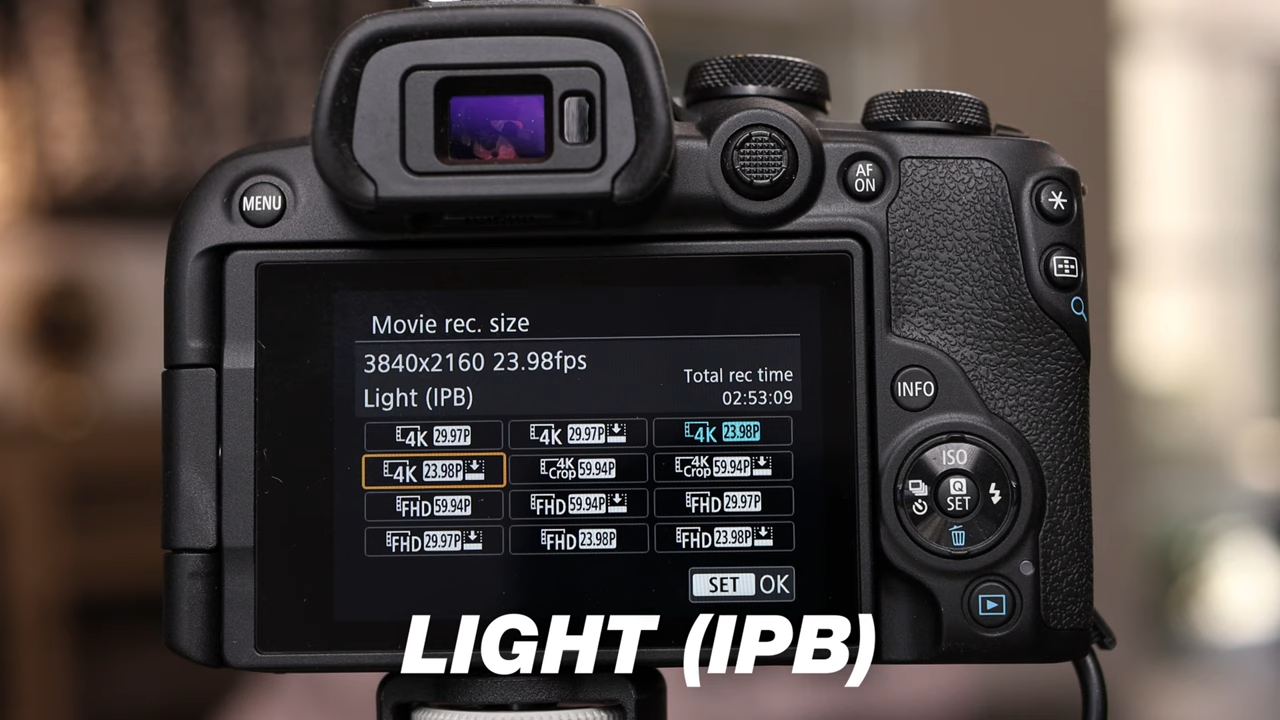 MENU
AF
ON
Movie rec. size
3840x2160 23.98fps
Light (IPB)
Total rec time
02:53:09
4K 29.97P
4K 29.97P
4K 23.98P
4K 23.98P
4K Crop 59.94P
4K Crop 59.94P
FHD 59.94P
FHD 59.94P
FHD 29.97P
FHD 29.97P
FHD 23.98P
FHD 23.98P
SET OK
INFO
ISO
Q
SET
LIGHT (IPB)